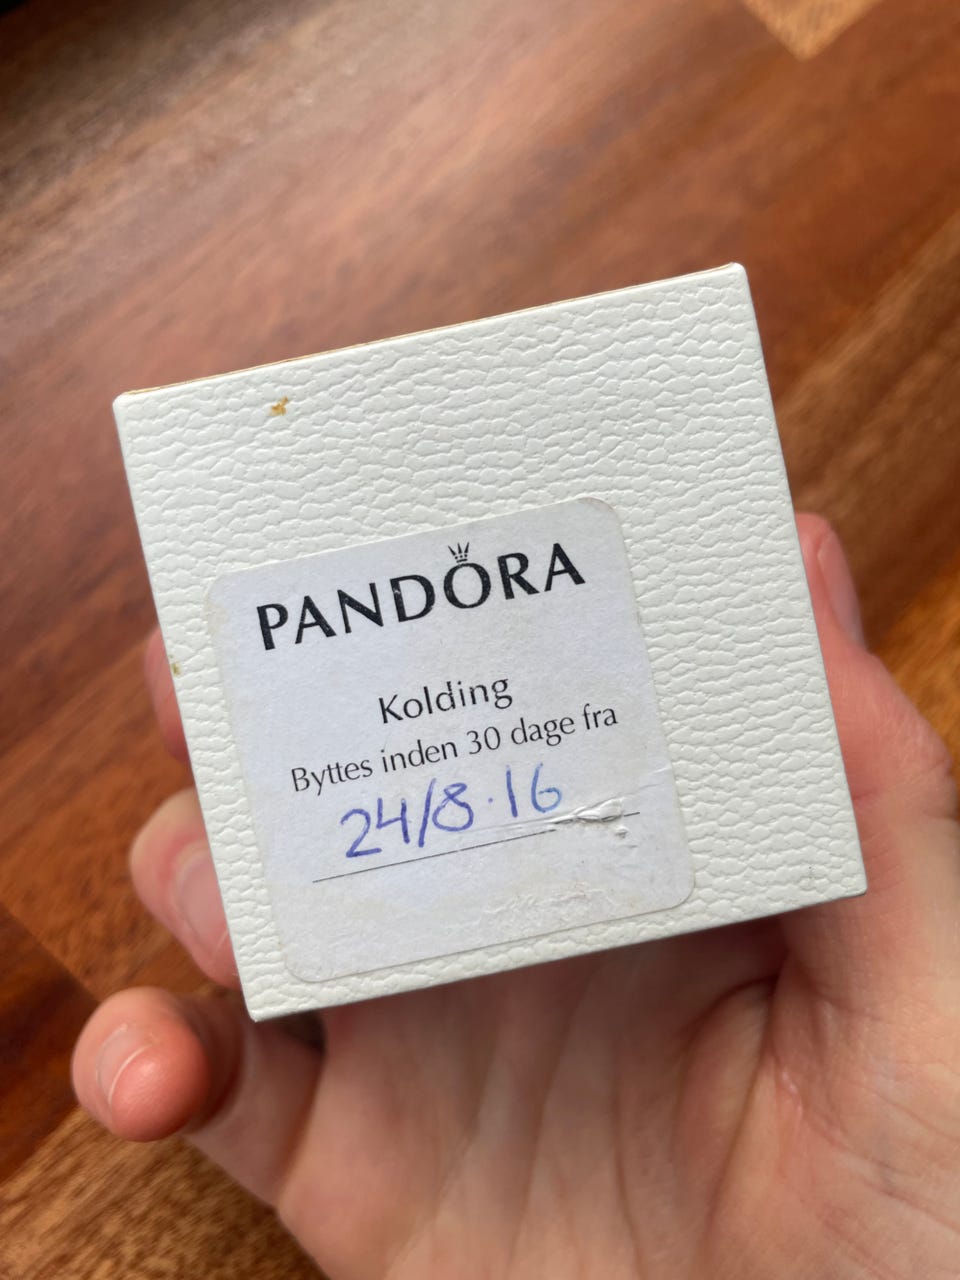 PANDORA
Kolding
Byttes inden 30 dage fra
24/8.16